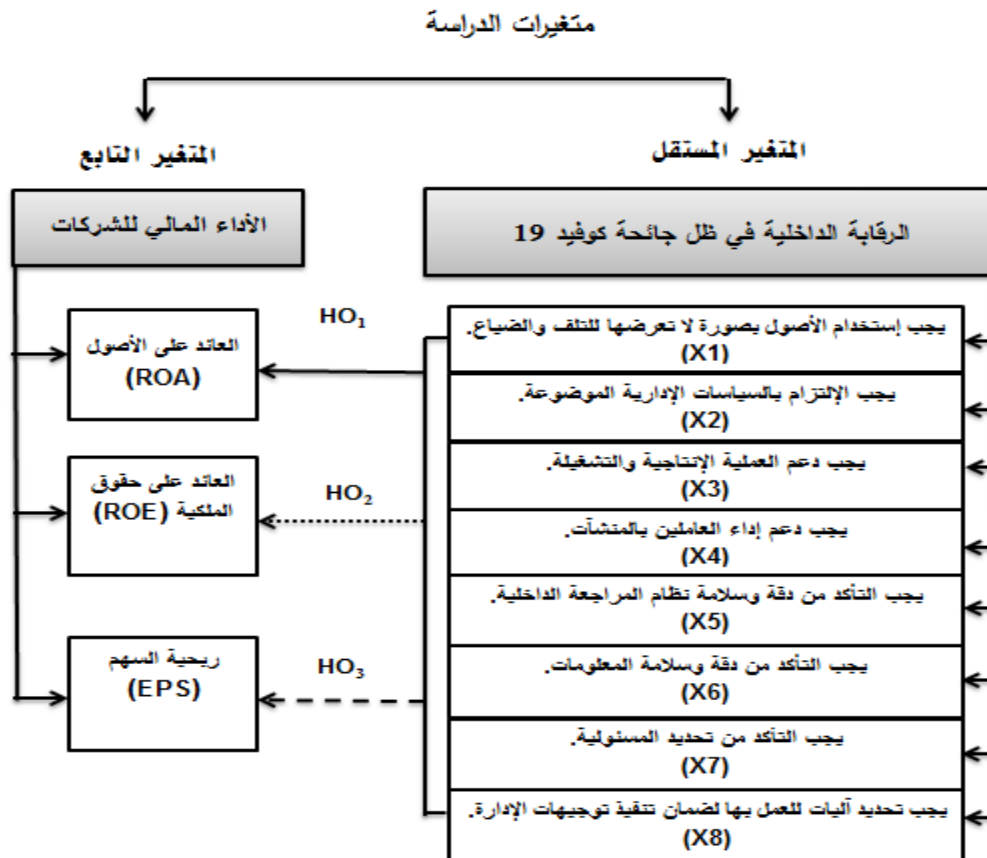 متغيرات الدراسة
المتغير المستقل
المتغير التابع
الرقابة الداخلية في ظل جائحة كوفيد 19
الأداء المالي للشركات
يجب إستخدام الأصول بصورة لا تعرضها للتلف والضياع.
(X1)
يجب الإلتزام بالسياسات الإدارية الموضوعة.
(X2)
يجب دعم العملية الإنتاجية والتشغيلة.
(X3)
يجب دعم إداء العاملين بالمنشآت.
(X4)
يجب التأكد من دقة وسلامة نظام المراجعة الداخلية.
(X5)
يجب التأكد من دقة وسلامة المعلومات.
(X6)
يجب التأكد من تحديد المسئولية.
(X7)
يجب تحديد آليات للعمل بها لضمان تنفيذ توجيهات الإدارة.
(X8)
HO₁
HO₂
HO₃
العائد على الأصول
(ROA)
العائد على حقوق
الملكية (ROE)
ربحية السهم
(EPS)